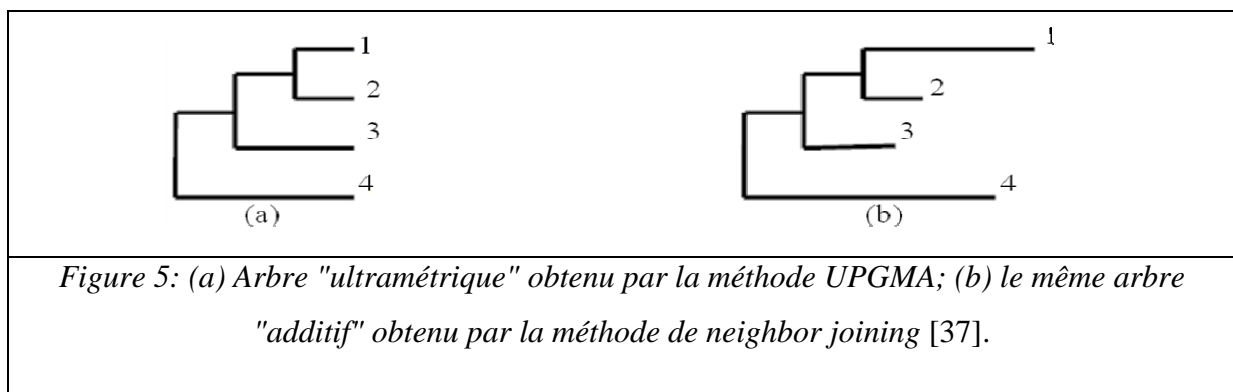 1
2
3
4
(a)
1
2
3
4
(b)
Figure 5: (a) Arbre "ultramétrique" obtenu par la méthode UPGMA; (b) le même arbre
"additif" obtenu par la méthode de neighbor joining [37].